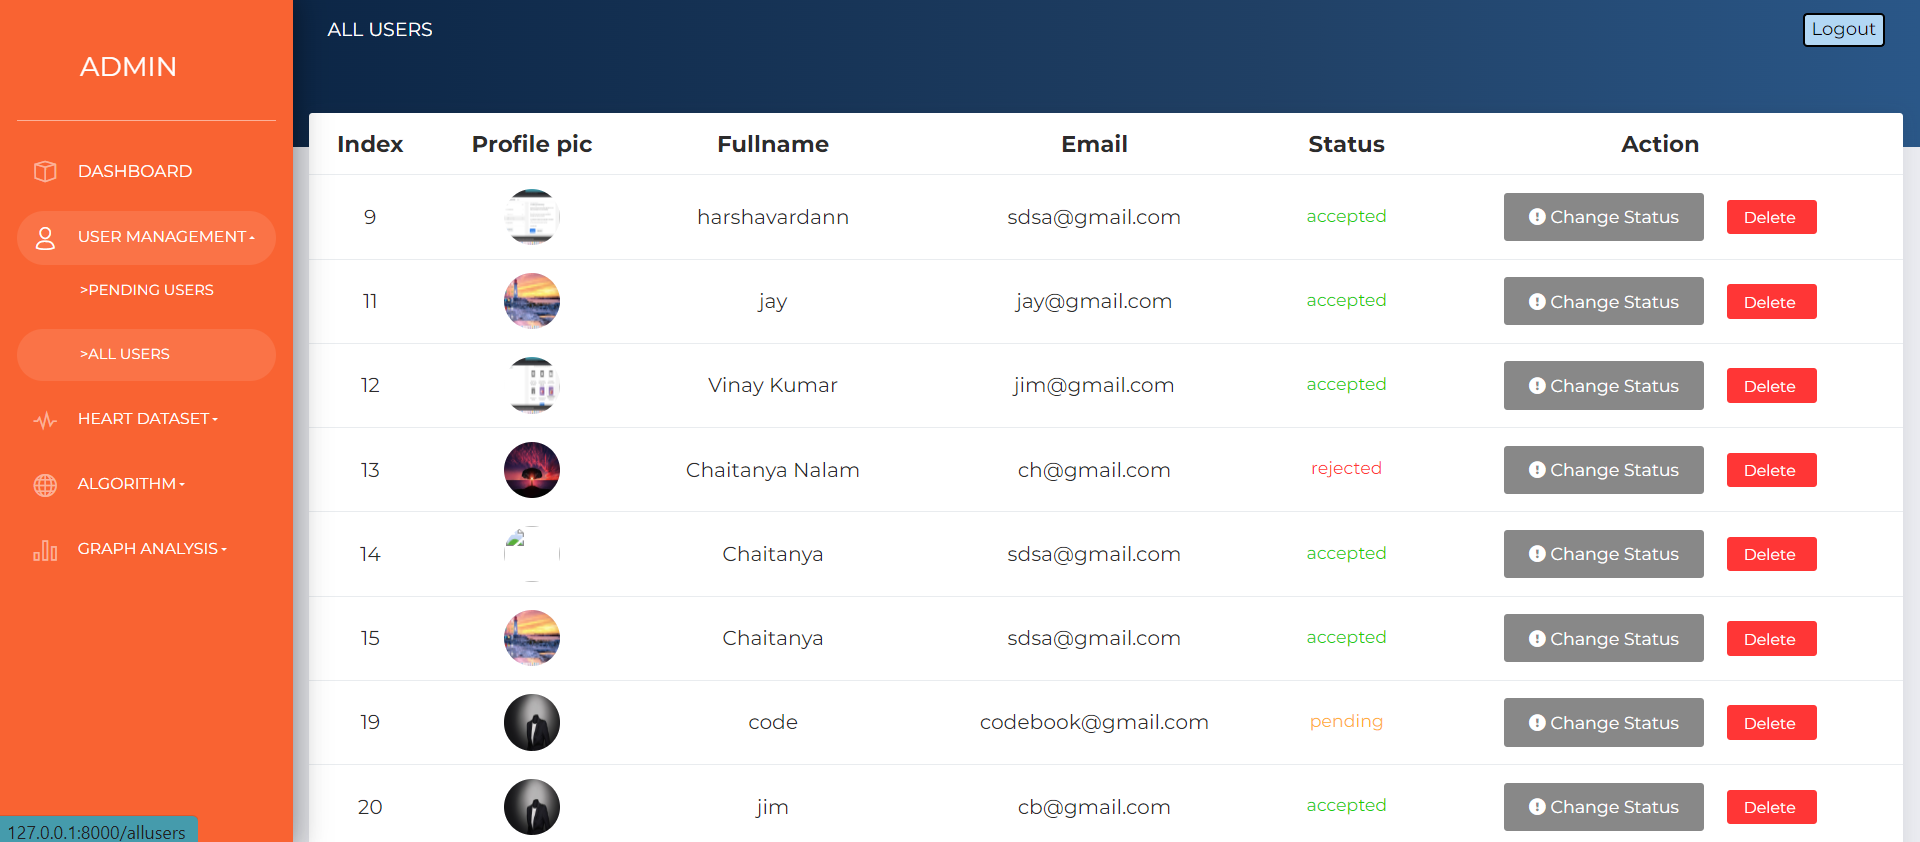 ADMIN
DASHBOARD
USER MANAGEMENT
>PENDING USERS
>ALL USERS
HEART DATASET
ALGORITHM
GRAPH ANALYSIS
127.0.0.1:8000/allusers
ALL USERS
Logout
Index Profile pic Fullname Email Status Action
9 harshavardann sdsa@gmail.com accepted Change Status Delete
11 jay jay@gmail.com accepted Change Status Delete
12 Vinay Kumar jim@gmail.com accepted Change Status Delete
13 Chaitanya Nalam ch@gmail.com rejected Change Status Delete
14 Chaitanya sdsa@gmail.com accepted Change Status Delete
15 Chaitanya sdsa@gmail.com accepted Change Status Delete
19 code codebook@gmail.com pending Change Status Delete
20 jim cb@gmail.com accepted Change Status Delete